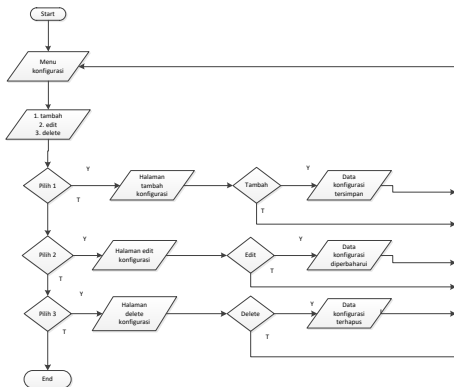 Start
Menu
konfigurasi
1. tambah
2. edit
3. delete
Pilih 1
Y
T
Halaman
tambah
konfigurasi
Tambah
Y
T
Data
konfigurasi
tersimpan
Pilih 2
Y
T
Halaman edit
konfigurasi
Edit
Y
T
Data
konfigurasi
diperbaharui
Pilih 3
Y
T
Halaman
delete
konfigurasi
Delete
Y
T
Data
konfigurasi
terhapus
End